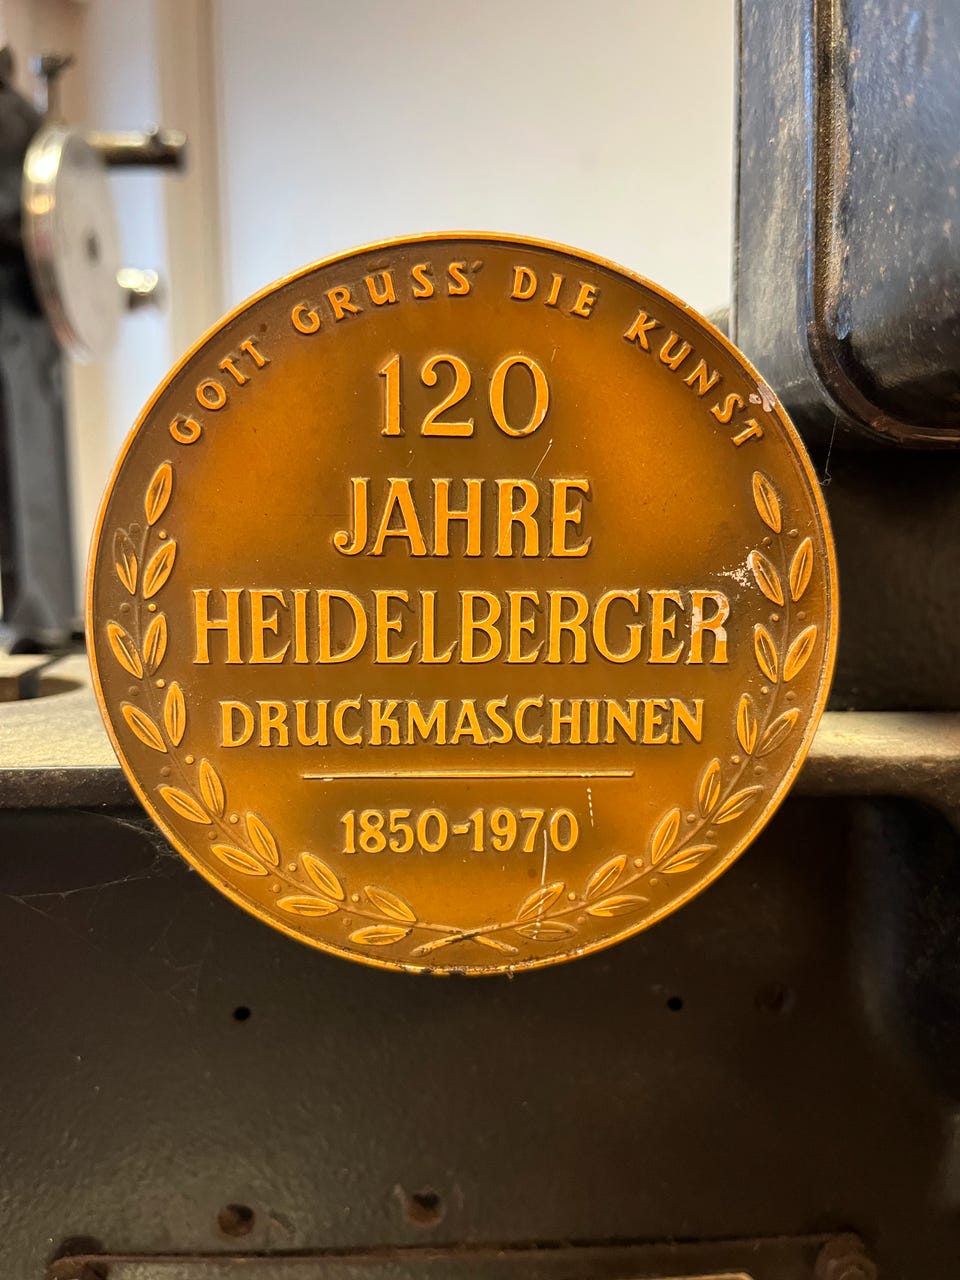 GOTT GRÜSS' DIE KUNST
120
JAHRE
HEIDELBERGER
DRUCKMASCHINEN
1850-1970